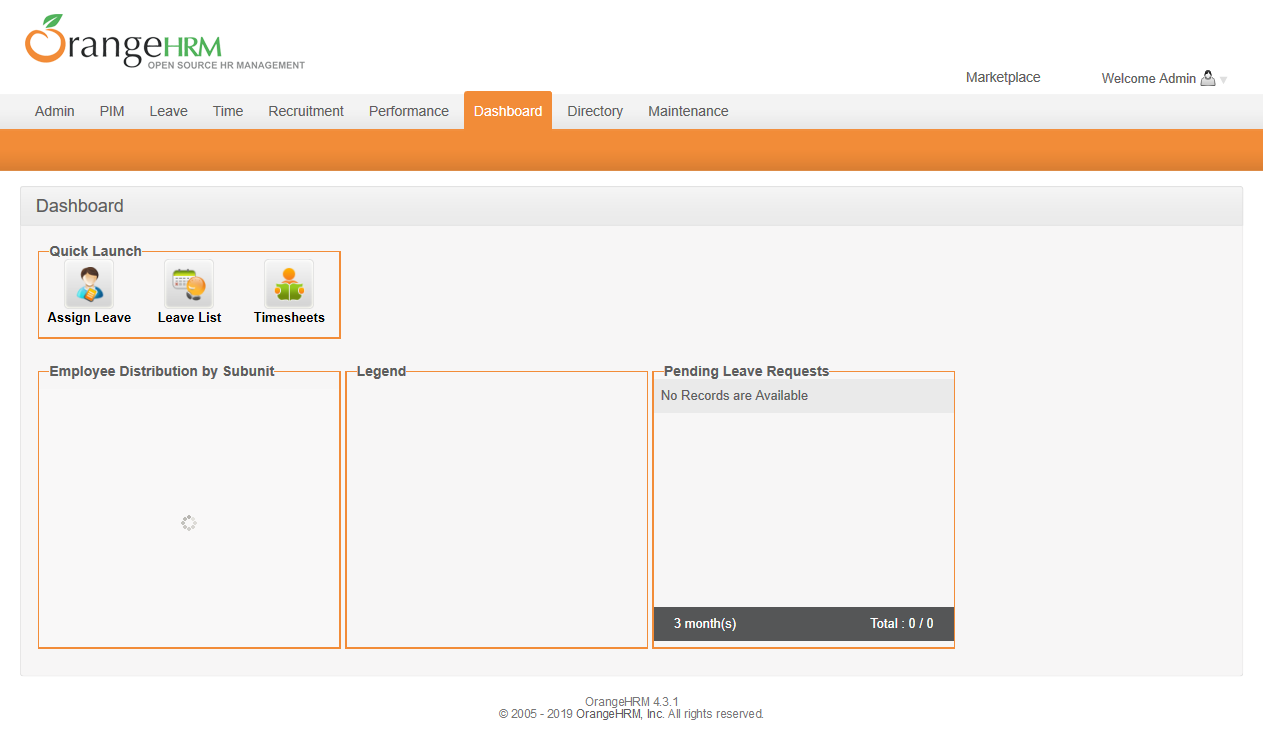 OrangeHRM
OPEN SOURCE HR MANAGEMENT
Marketplace
Welcome Admin
Admin PIM Leave Time Recruitment Performance Dashboard Directory Maintenance
Dashboard
Quick Launch
Assign Leave Leave List Timesheets
Employee Distribution by Subunit
Legend
Pending Leave Requests
No Records are Available
3 month(s) Total : 0 / 0
OrangeHRM 4.3.1
© 2005 - 2019 OrangeHRM, Inc. All rights reserved.